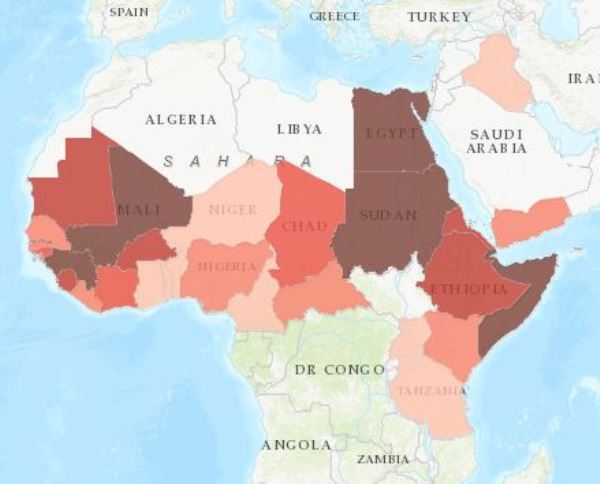 SPAIN
GREECE
TURKEY
ALGERIA
LIBYA
EGYPT
IRA
SAUDI
ARABIA
SAHARA
MALI
NIGER
CHAD
SUDAN
NIGERIA
ETHIOPIA
DR CONGO
TANZANIA
ANGOLA
ZAMBIA